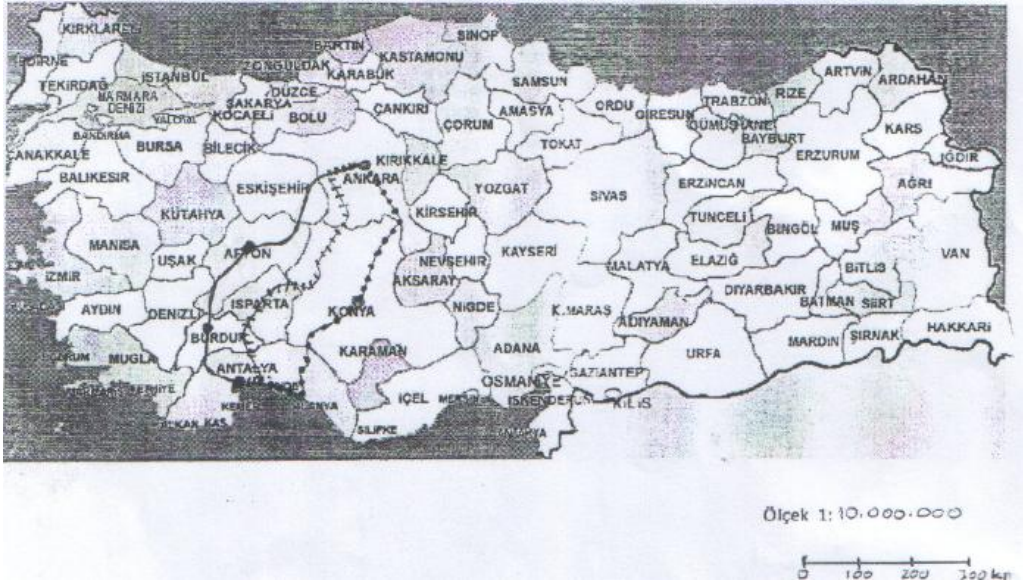 KIRKLARELİ
EDİRNE
TEKİRDAĞ
İSTANBUL
MARMARA
DENİZİ
YALOVA
KOCAELİ
SAKARYA
DÜZCE
ZONGULDAK
BARTIN
KARABÜK
KASTAMONU
SİNOP
SAMSUN
ORDU
GİRESUN
TRABZON
RİZE
ARTVİN
ARDAHAN
ÇANAKKALE
BANDIRMA
BURSA
BİLECİK
BOLU
ÇANKIRI
ÇORUM
AMASYA
TOKAT
GÜMÜŞHANE
BAYBURT
ERZURUM
KARS
IĞDIR
BALIKESİR
KÜTAHYA
ESKİŞEHİR
ANKARA
KIRIKKALE
KIRŞEHİR
YOZGAT
SIVAS
ERZİNCAN
TUNCELİ
BİNGÖL
MUŞ
AĞRI
MANİSA
İZMİR
UŞAK
AFYON
AKSARAY
NEVŞEHİR
KAYSERİ
MALATYA
ELAZIĞ
DİYARBAKIR
BİTLİS
VAN
AYDIN
DENİZLİ
ISPARTA
BURDUR
KONYA
NİĞDE
K.MARAS
ADIYAMAN
BATMAN
SİİRT
MUGLA
ANTALYA
KARAMAN
ADANA
OSMANİYE
GAZİANTEP
URFA
MARDİN
ŞIRNAK
HAKKARİ
KEMER
KAŞ
İÇEL
MERSİN
SİLİFKE
İSKENDERUN
KİLİS
Ölçek 1: 10.000.000
0 100 200 300 km